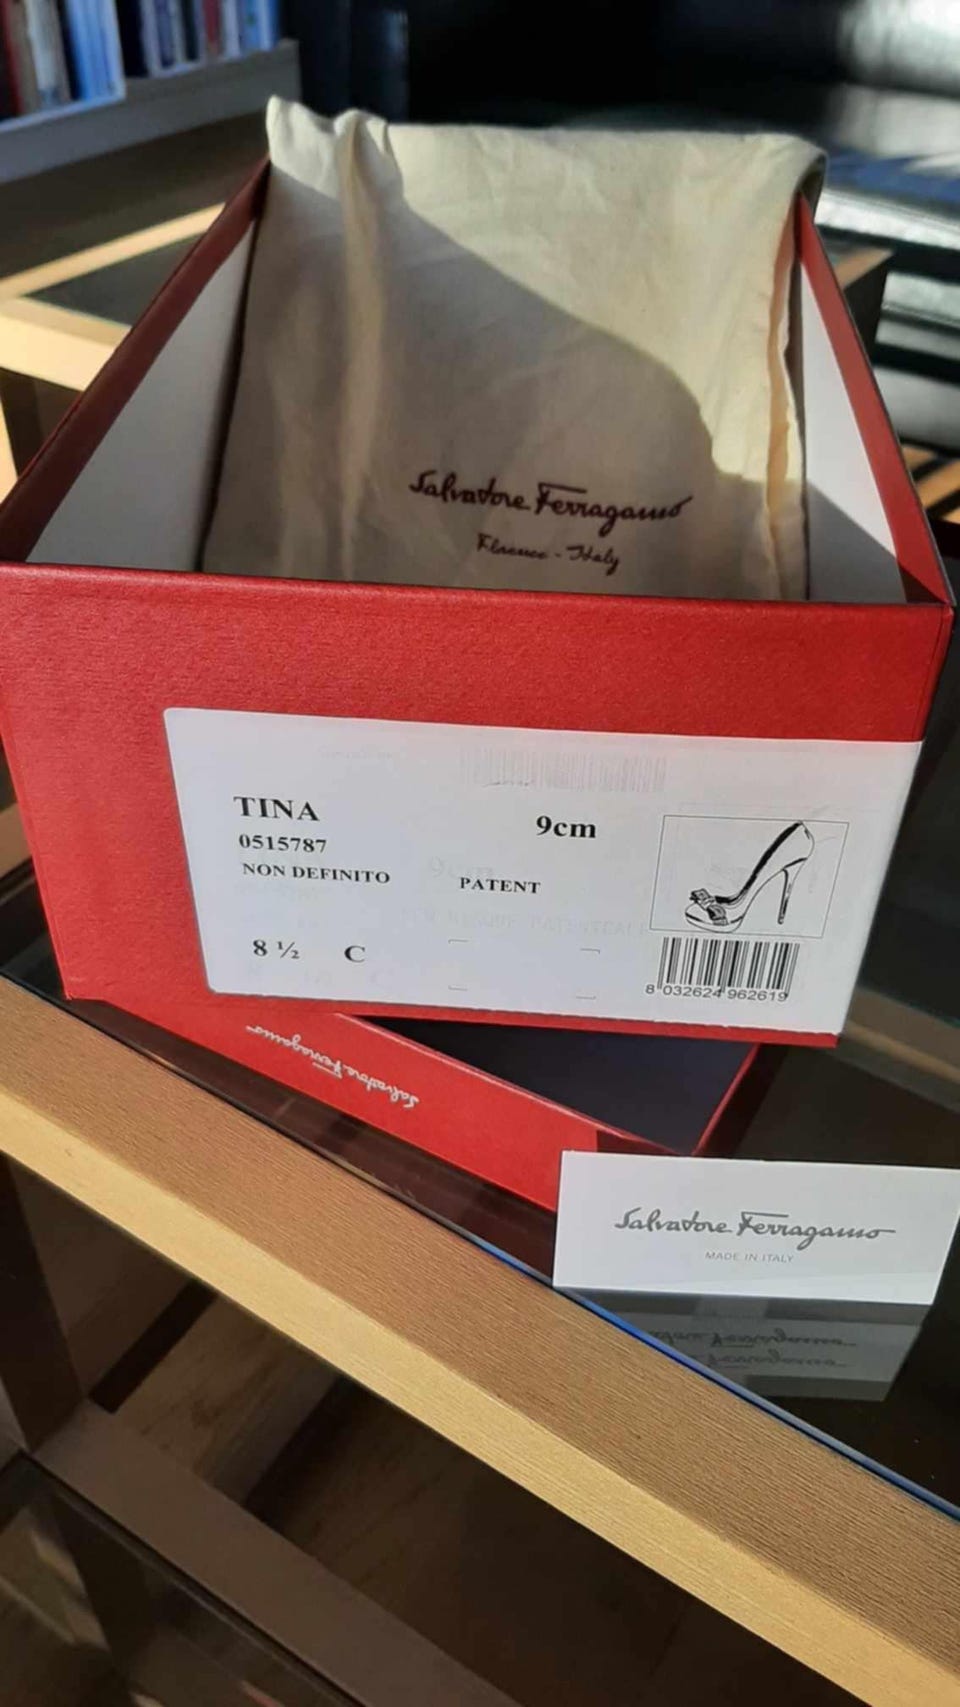 Salvatore Ferragamo
Florence - Italy
TINA
9cm
0515787
NON DEFINITO
PATENT
8 ½ C
8 032624 962619
Salvatore Ferragamo
Salvatore Ferragamo
MADE IN ITALY